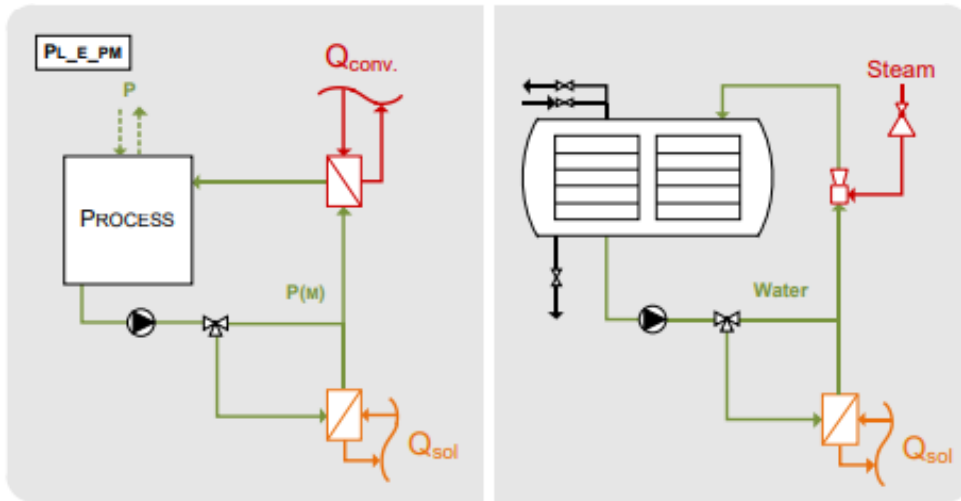 PL_E_PM
P
Qconv.
PROCESS
P(M)
Qsol
Steam
Water
Qsol